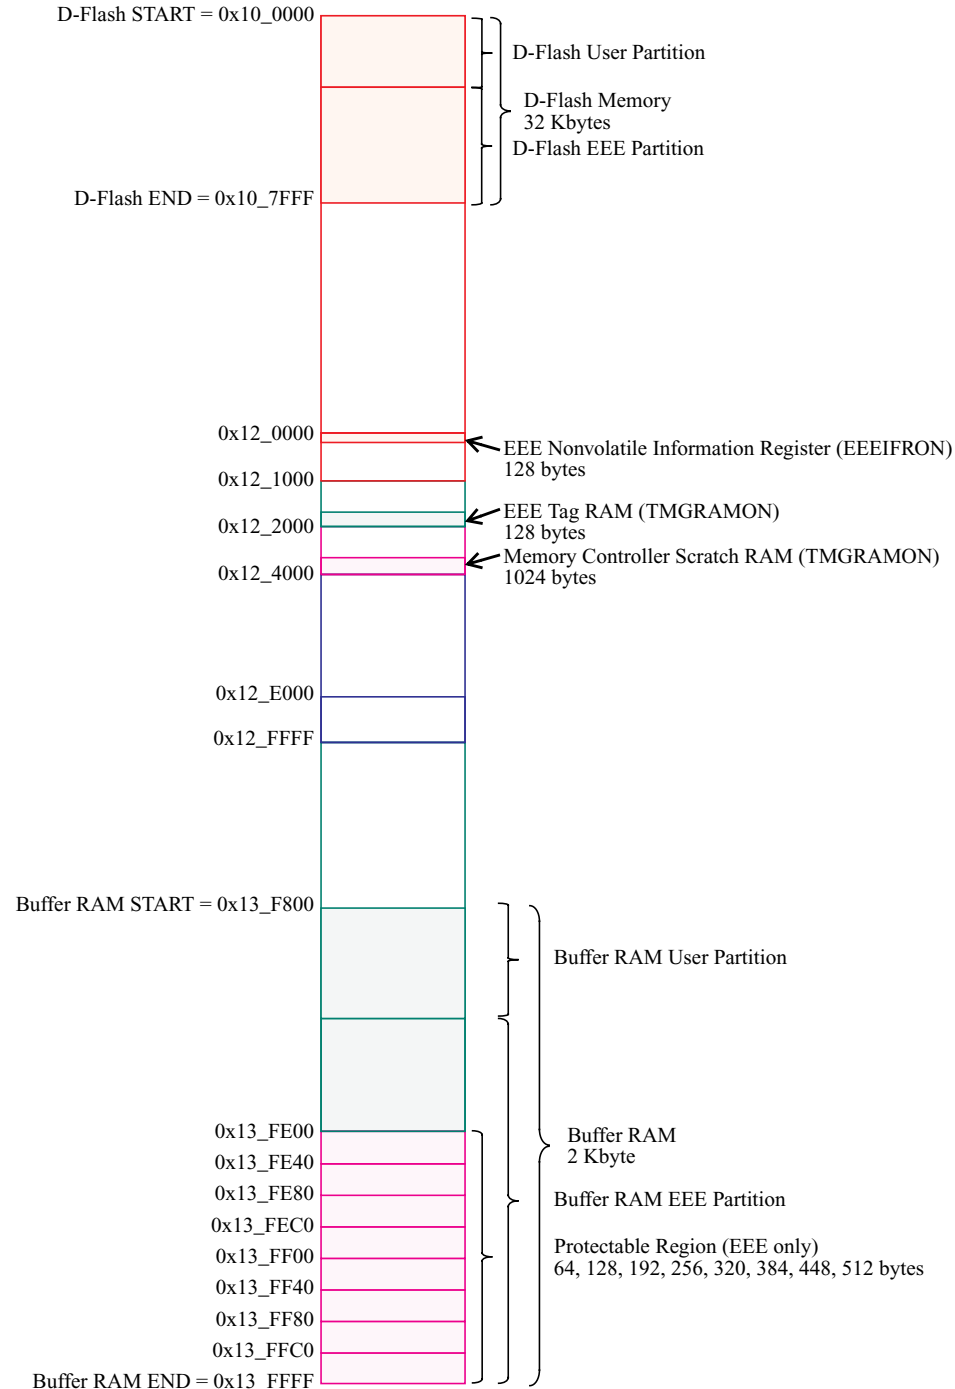 D-Flash START = 0x10_0000
D-Flash User Partition
D-Flash Memory
32 Kbytes
D-Flash EEE Partition
D-Flash END = 0x10_7FFF
0x12_0000
EEE Nonvolatile Information Register (EEEIFRON)
128 bytes
0x12_1000
EEE Tag RAM (TMGRAMON)
128 bytes
0x12_2000
Memory Controller Scratch RAM (TMGRAMON)
1024 bytes
0x12_4000
0x12_E000
0x12_FFFF
Buffer RAM START = 0x13_F800
Buffer RAM User Partition
0x13_FE00
Buffer RAM
2 Kbyte
0x13_FE40
0x13_FE80
Buffer RAM EEE Partition
0x13_FEC0
Protectable Region (EEE only)
64, 128, 192, 256, 320, 384, 448, 512 bytes
0x13_FF00
0x13_FF40
0x13_FF80
0x13_FFC0
Buffer RAM END = 0x13_FFFF